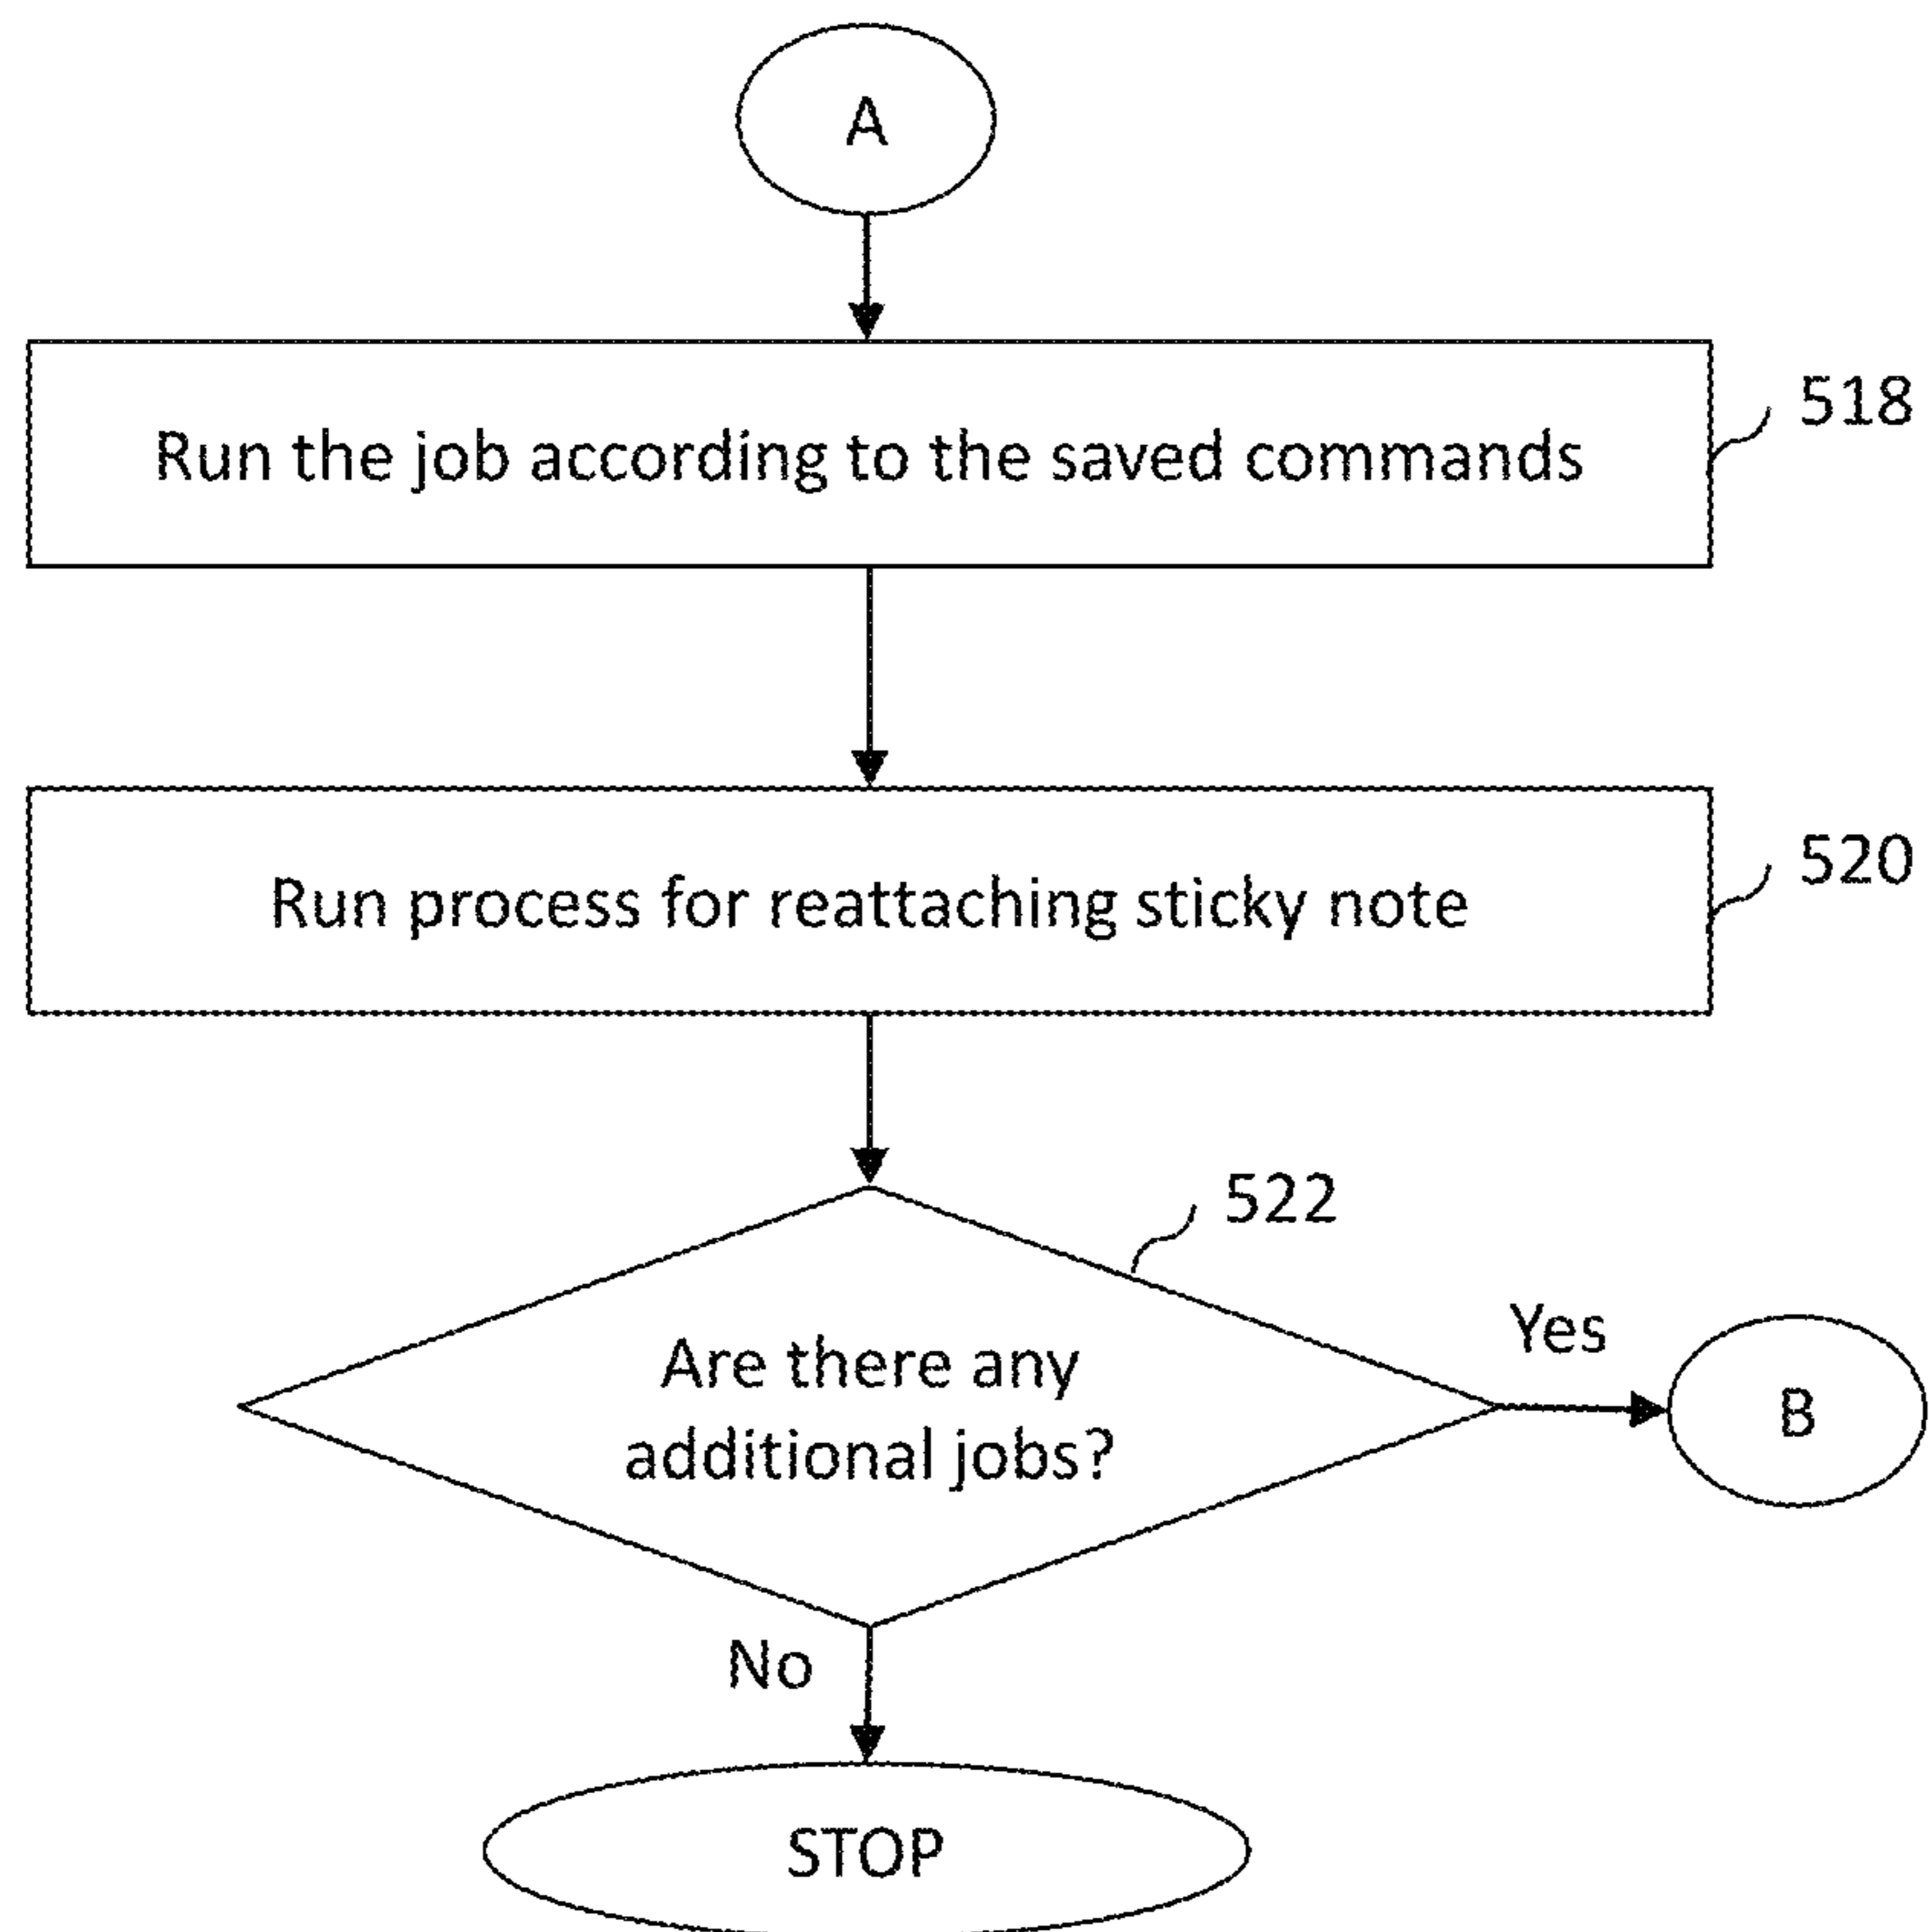 A
518
Run the job according to the saved commands
520
Run process for reattaching sticky note
522
Are there any
additional jobs?
Yes
B
No
STOP